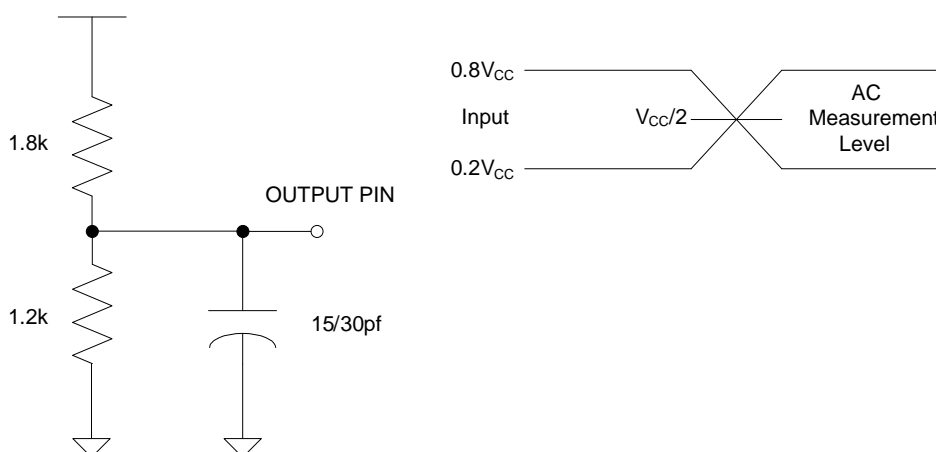 1.8k
OUTPUT PIN
1.2k
15/30pf
0.8VCC
Input
VCC/2
0.2VCC
AC
Measurement
Level